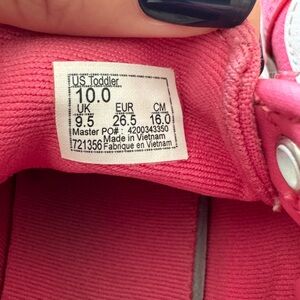 US Toddler
10.0
UK EUR CM
9.5 26.5 16.0
Master PO# : 4200343350
Made in Vietnam
721356 Fabrique en Vietnam